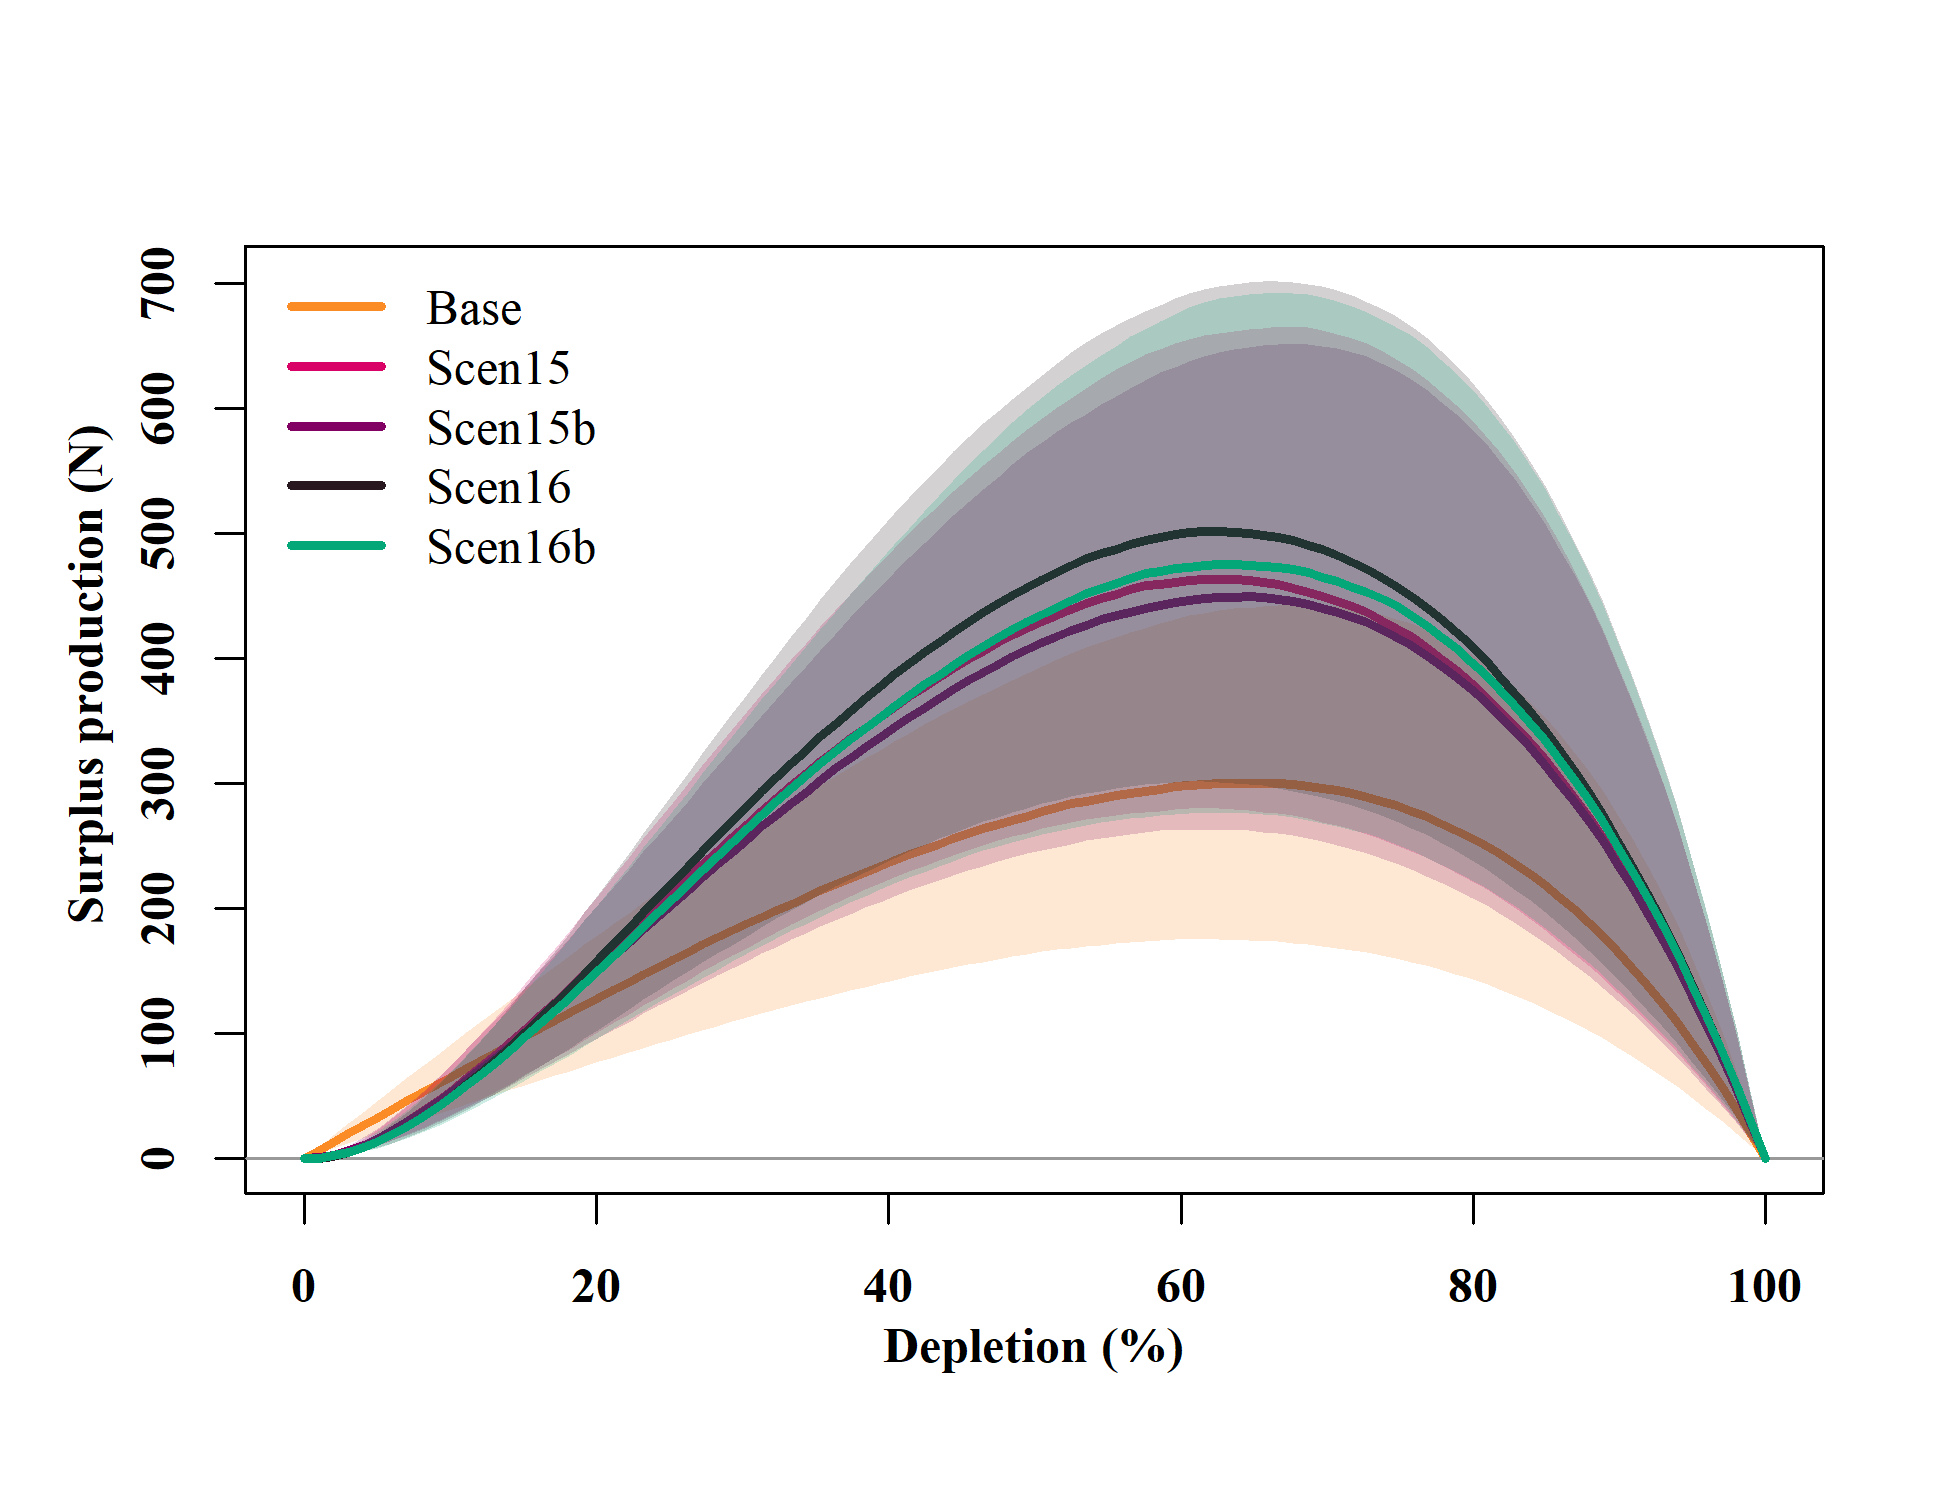 Base
Scen15
Scen15b
Scen16
Scen16b
Surplus production (N)
700
600
500
400
300
200
100
0
0 20 40 60 80 100
Depletion (%)